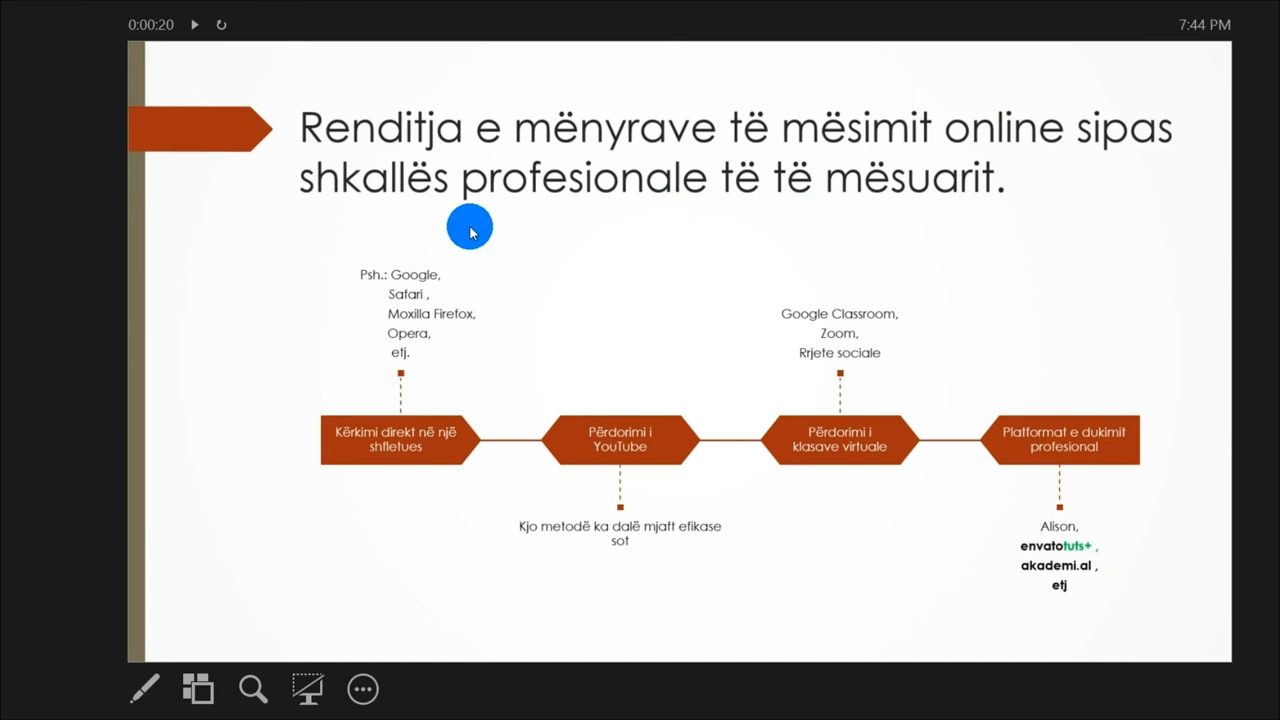 0:00:20
7:44 PM
Renditja e mënyrave të mësimit online sipas
shkallës profesionale të të mësuarit.
Psh.: Google,
Safari ,
Moxilla Firefox,
Opera,
etj.
Google Classroom,
Zoom,
Rrjete sociale
Kërkimi direkt në një
shfletues
Përdorimi i
YouTube
Përdorimi i
klasave virtuale
Platformat e dukimit
profesional
Kjo metodë ka dalë mjaft efikase
sot
Alison,
envatotuts+ ,
akademi.al ,
etj